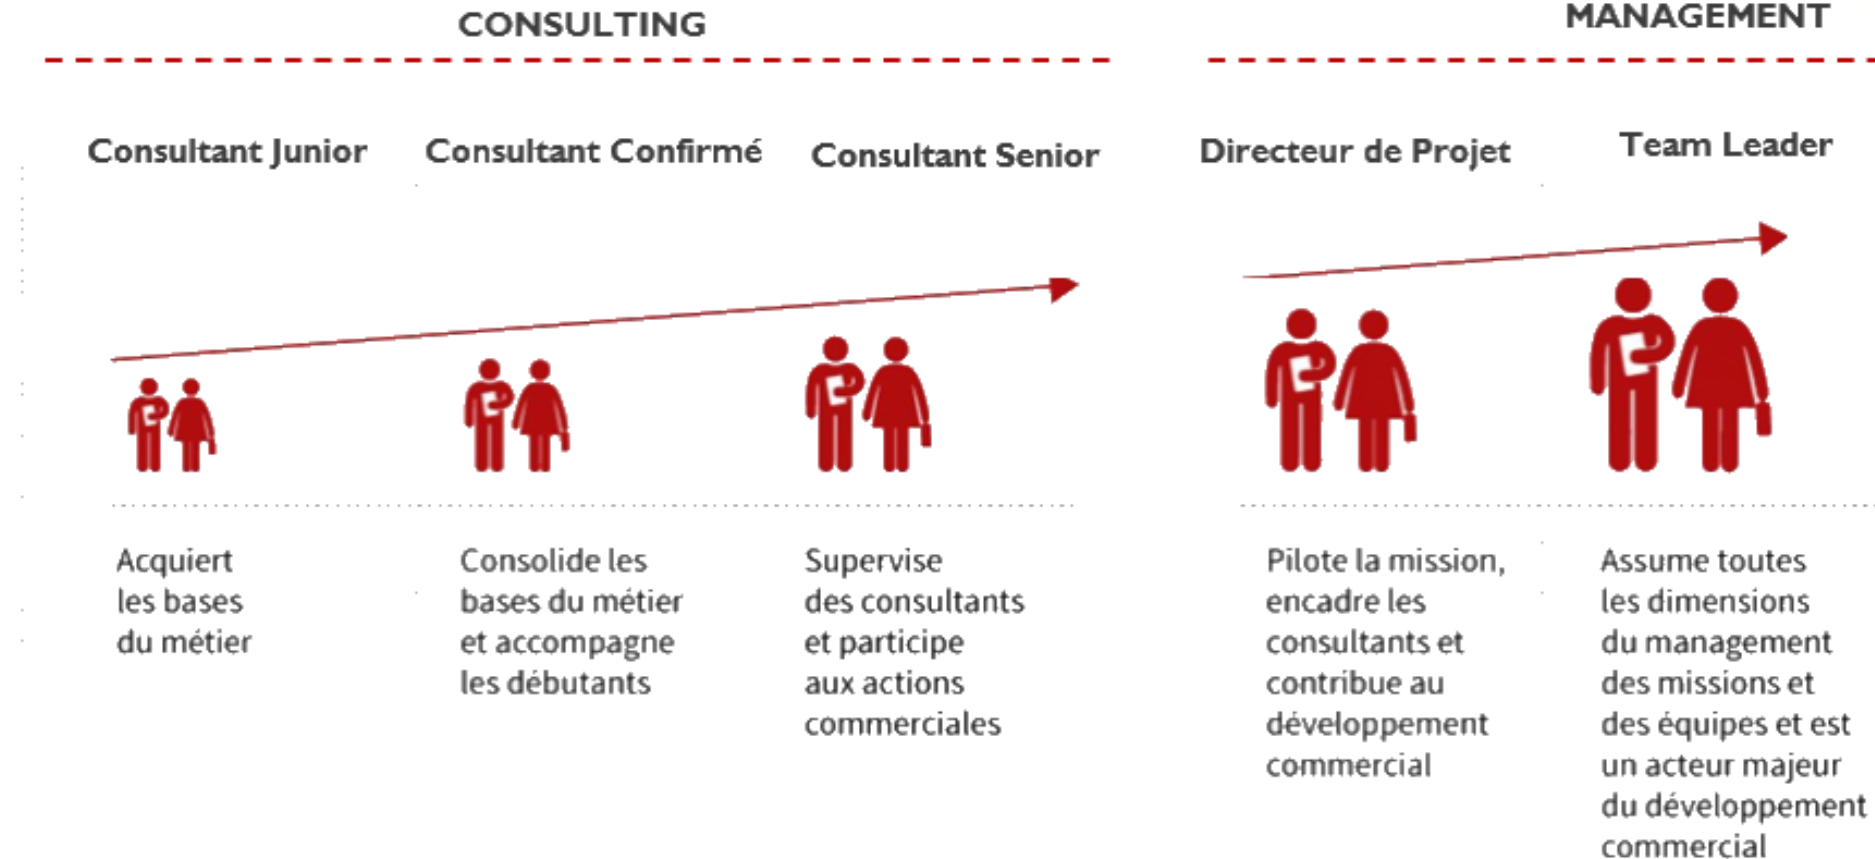 CONSULTING
MANAGEMENT
Consultant Junior
Consultant Confirmé
Consultant Senior
Directeur de Projet
Team Leader
Acquiert
les bases
du métier
Consolide les
bases du métier
et accompagne
les débutants
Supervise
des consultants
et participe
aux actions
commerciales
Pilote la mission,
encadre les
consultants et
contribue au
développement
commercial
Assume toutes
les dimensions
du management
des missions et
des équipes et est
un acteur majeur
du développement
commercial